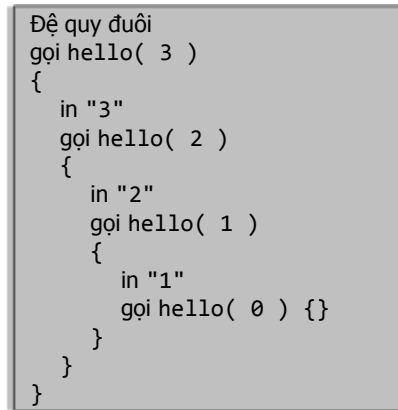 Đệ quy đuôi
gọi hello( 3 )
{
in "3"
gọi hello( 2 )
{
in "2"
gọi hello( 1 )
{
in "1"
gọi hello( 0 ) {}
}
}
}